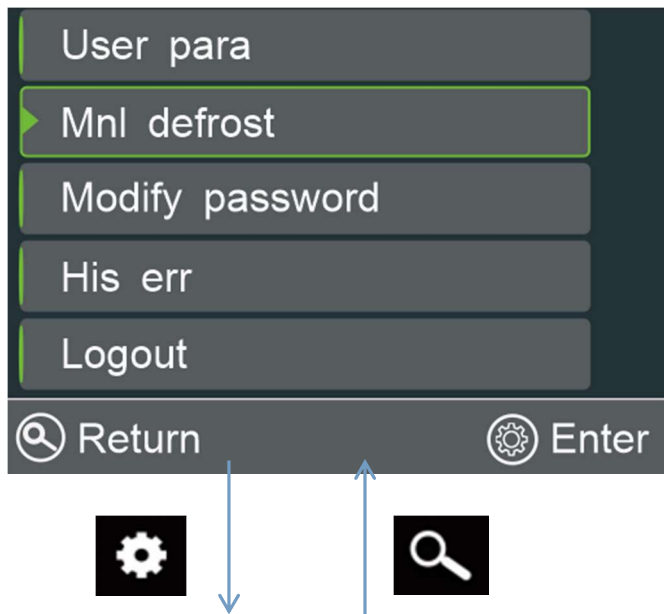 User para
Mnl defrost
Modify password
His err
Logout
Return Enter